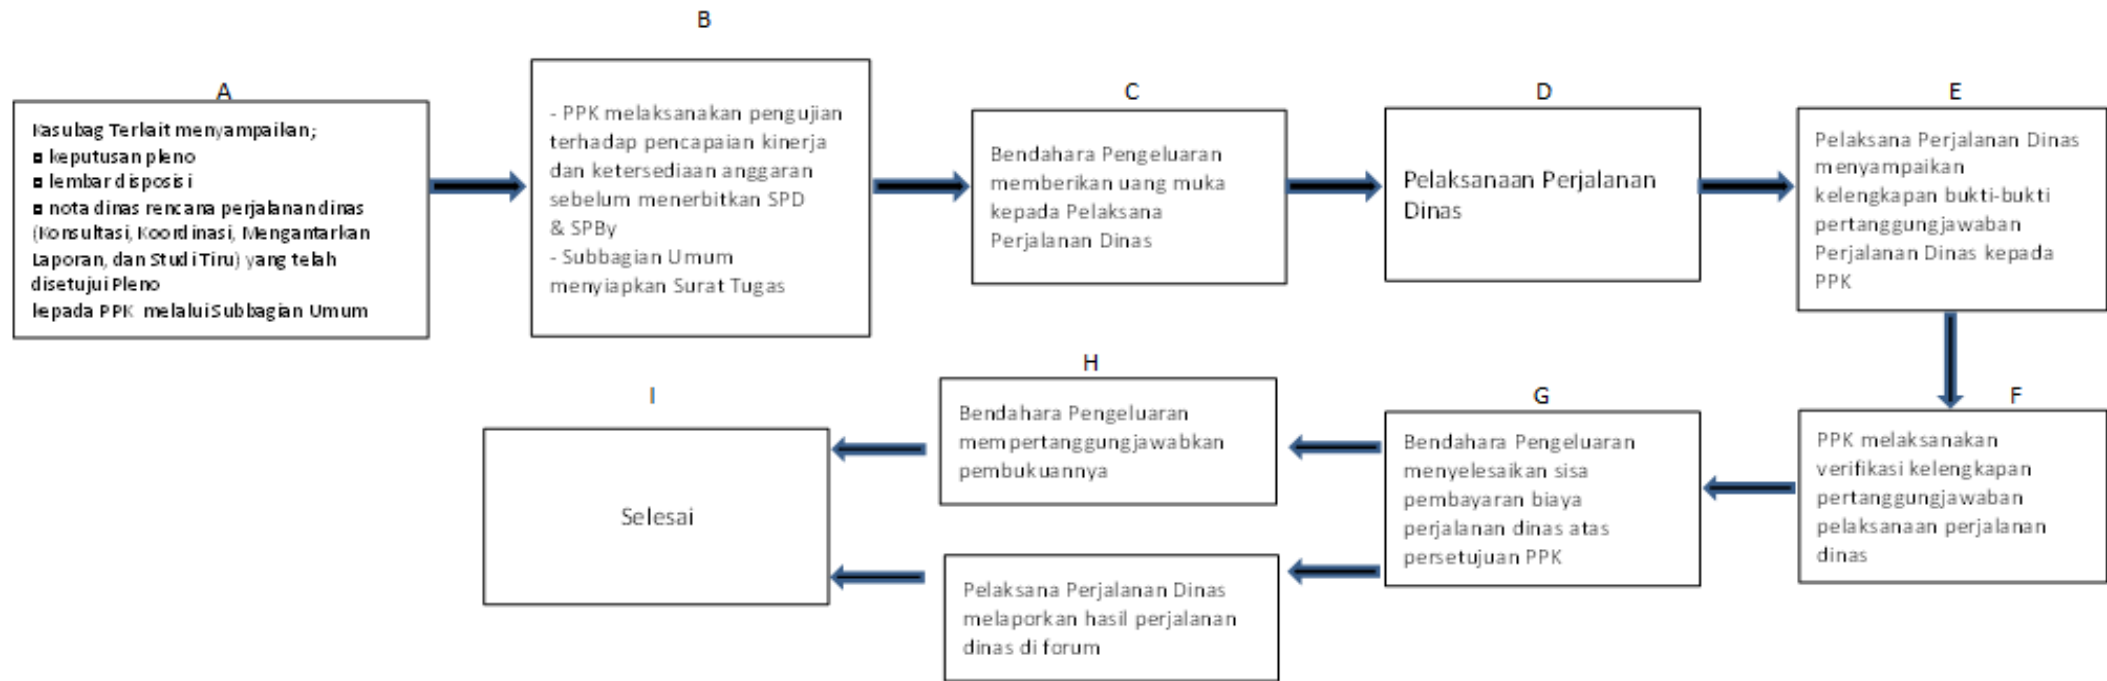 A
Kasubag Terkait menyampaikan;
▪ keputusan pleno
▪ lembar disposisi
▪ nota dinas rencana perjalanan dinas
(Konsultasi, Koordinasi, Mengantarkan
Laporan, dan Studi Tiru) yang telah
disetujui Pleno
kepada PPK melalui Subbagian Umum
B
- PPK melaksanakan pengujian
terhadap pencapaian kinerja
dan ketersediaan anggaran
sebelum menerbitkan SPD
& SPBy
- Subbagian Umum
menyiapkan Surat Tugas
C
Bendahara Pengeluaran
memberikan uang muka
kepada Pelaksana
Perjalanan Dinas
D
Pelaksanaan Perjalanan
Dinas
E
Pelaksana Perjalanan Dinas
menyampaikan
kelengkapan bukti-bukti
pertanggungjawaban
Perjalanan Dinas kepada
PPK
F
PPK melaksanakan
verifikasi kelengkapan
pertanggungjawaban
pelaksanaan perjalanan
dinas
G
Bendahara Pengeluaran
menyelesaikan sisa
pembayaran biaya
perjalanan dinas atas
persetujuan PPK
H
Bendahara Pengeluaran
mempertanggungjawabkan
pembukuannya
Pelaksana Perjalanan Dinas
melaporkan hasil perjalanan
dinas di forum
I
Selesai